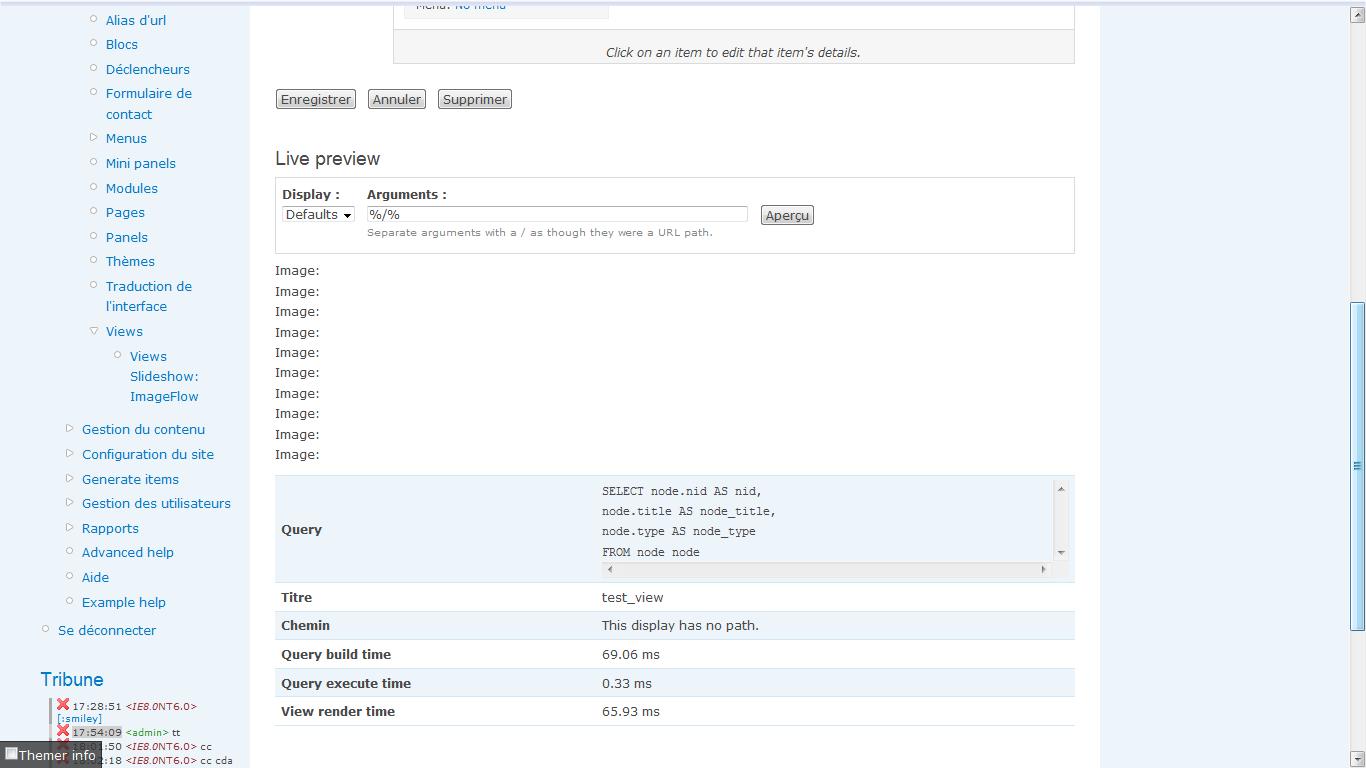 Alias d'url
Blocs
Déclencheurs
Formulaire de
contact
Menus
Mini panels
Modules
Pages
Panels
Thèmes
Traduction de
l'interface
Views
Views
Slideshow:
ImageFlow
Gestion du contenu
Configuration du site
Generate items
Gestion des utilisateurs
Rapports
Advanced help
Aide
Example help
Se déconnecter
Tribune
17:28:51 <IE8.0NT6.0>
[:smiley]
17:54:09 <admin> tt
18:01:50 <IE8.0NT6.0> cc
:18 <IE8.0NT6.0> cc cda
Themer info
Menu: No menu
Click on an item to edit that item's details.
Enregistrer Annuler Supprimer
Live preview
Display : Arguments :
Defaults %/% Aperçu
Separate arguments with a / as though they were a URL path.
Image:
Image:
Image:
Image:
Image:
Image:
Image:
Image:
Image:
Image:
Query
SELECT node.nid AS nid,
node.title AS node_title,
node.type AS node_type
FROM node node
Titre test_view
Chemin This display has no path.
Query build time 69.06 ms
Query execute time 0.33 ms
View render time 65.93 ms